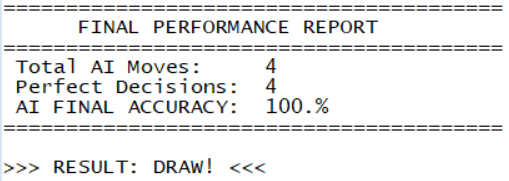 ========================================
FINAL PERFORMANCE REPORT
========================================
Total AI Moves: 4
Perfect Decisions: 4
AI FINAL ACCURACY: 100.%
========================================
>>> RESULT: DRAW! <<<